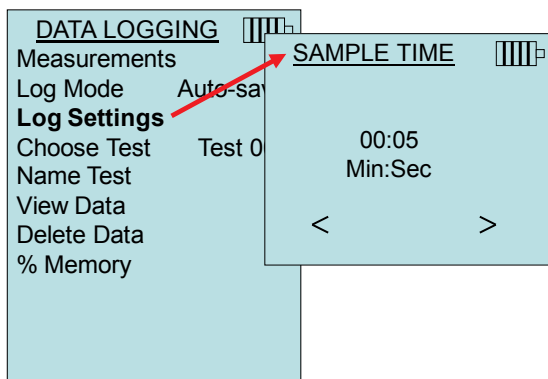 DATA LOGGING
Measurements
Log Mode
Log Settings
Choose Test Test
Name Test
View Data
Delete Data
% Memory
SAMPLE TIME
00:05
Min:Sec
< >